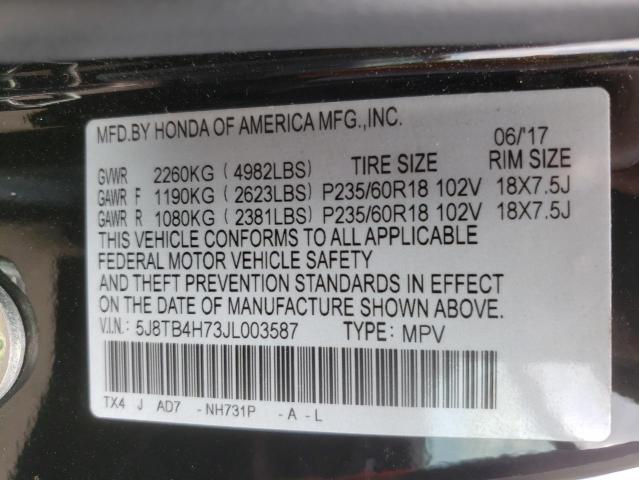 MFD.BY HONDA OF AMERICA MFG.,INC. 06/'17
GVWR 2260KG ( 4982LBS) TIRE SIZE RIM SIZE
GAWR F 1190KG ( 2623LBS) P235/60R18 102V 18X7.5J
GAWR R 1080KG ( 2381LBS) P235/60R18 102V 18X7.5J
THIS VEHICLE CONFORMS TO ALL APPLICABLE
FEDERAL MOTOR VEHICLE SAFETY
AND THEFT PREVENTION STANDARDS IN EFFECT
ON THE DATE OF MANUFACTURE SHOWN ABOVE.
V.I.N.: 5J8TB4H73JL003587 TYPE: MPV
TX4 J AD7 -NH731P -A-L